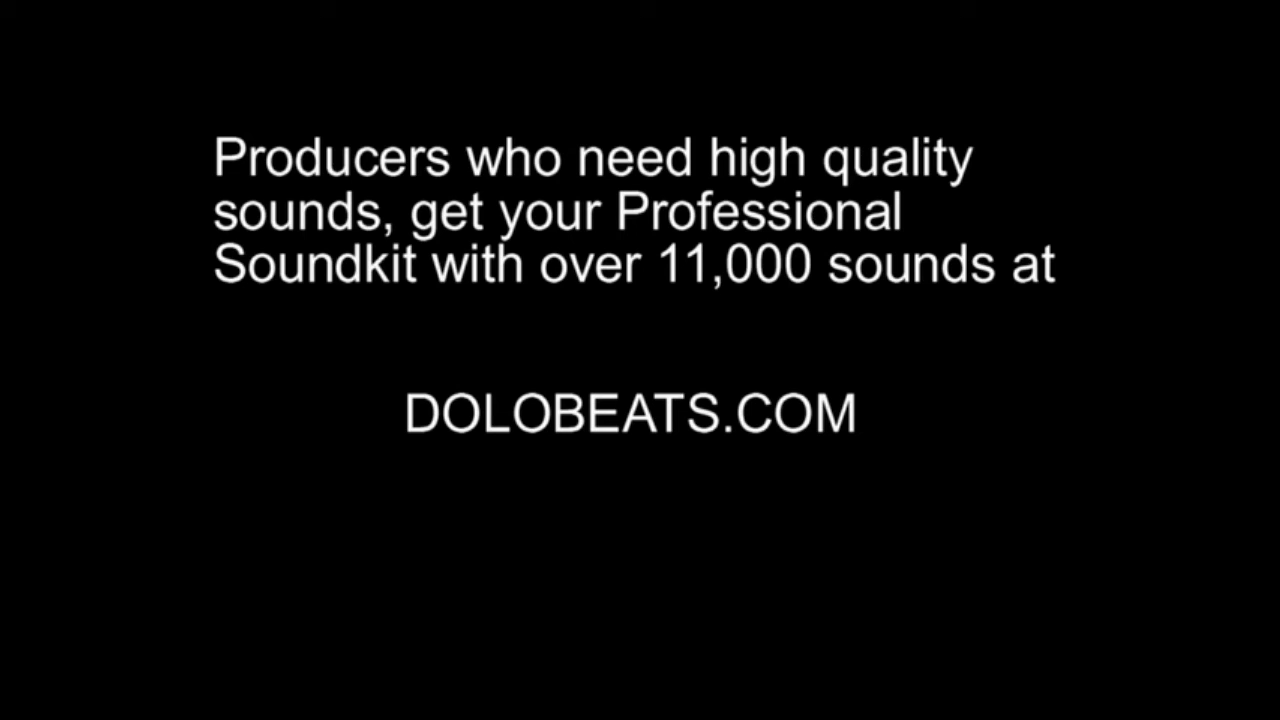 Producers who need high quality
sounds, get your Professional
Soundkit with over 11,000 sounds at
DOLOBEATS.COM